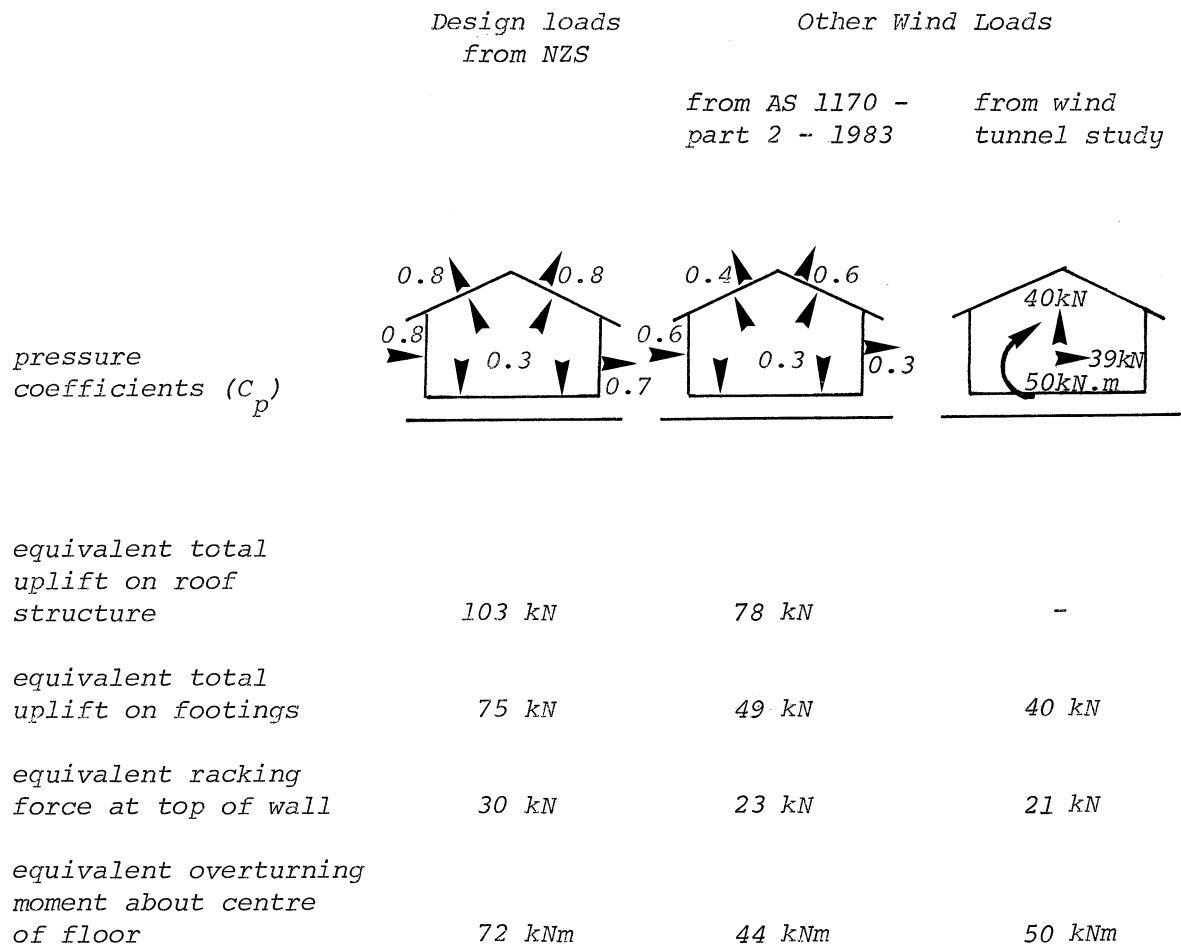 Design loads
from NZS
Other Wind Loads
from AS 1170 -
part 2 - 1983
from wind
tunnel study
pressure
coefficients (Cp)
0.8
0.8
0.8
0.3
0.7
0.4
0.6
0.6
0.3
0.3
40kN
39kN
50kN.m
equivalent total
uplift on roof
structure
103 kN
78 kN
-
equivalent total
uplift on footings
75 kN
49 kN
40 kN
equivalent racking
force at top of wall
30 kN
23 kN
21 kN
equivalent overturning
moment about centre
of floor
72 kNm
44 kNm
50 kNm